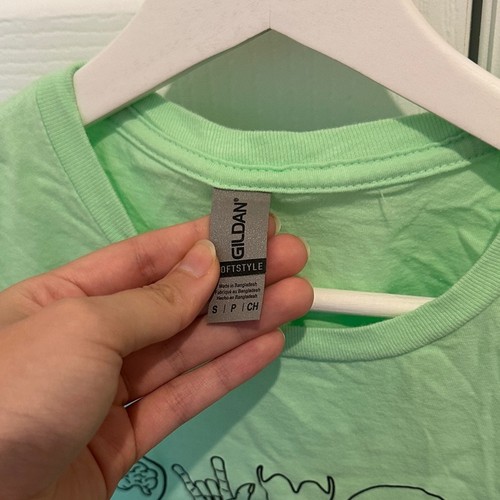 GILDAN®
OFTSTYLE
Made in Bangladesh
Fabriqué au Bangladesh
Hecho en Bangladesh
S | P | CH